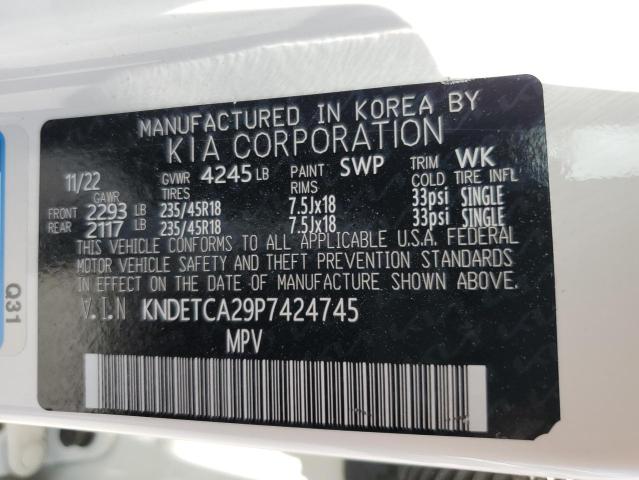 MANUFACTURED IN KOREA BY
KIA CORPORATION
11/22 GVWR 4245 LB PAINT SWP TRIM WK
GAWR TIRES RIMS COLD TIRE INFL
FRONT 2293 LB 235/45R18 7.5Jx18 33psi SINGLE
REAR 2117 LB 235/45R18 7.5Jx18 33psi SINGLE
THIS VEHICLE CONFORMS TO ALL APPLICABLE U.S.A. FEDERAL
MOTOR VEHICLE SAFETY AND THEFT PREVENTION STANDARDS
IN EFFECT ON THE DATE OF MANUFACTURE SHOWN ABOVE.
V.I.N KNDETCA29P7424745
MPV
Q31